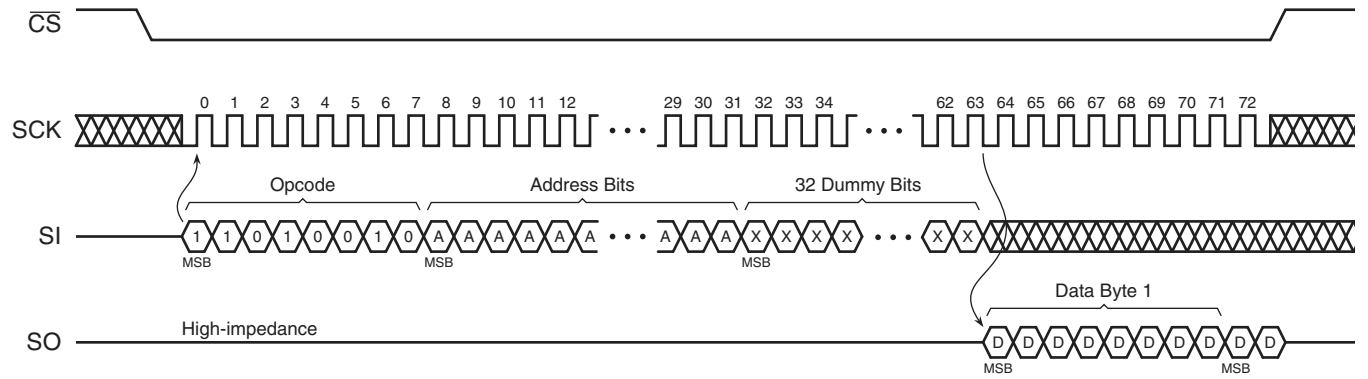 CS
0 1 2 3 4 5 6 7 8 9 10 11 12 29 30 31 32 33 34 62 63 64 65 66 67 68 69 70 71 72
SCK
Opcode Address Bits 32 Dummy Bits
SI 1 1 0 1 0 0 1 0 A A A A A A A A A X X X X X X
MSB MSB MSB
Data Byte 1
High-impedance
SO D D D D D D D D D D
MSB MSB